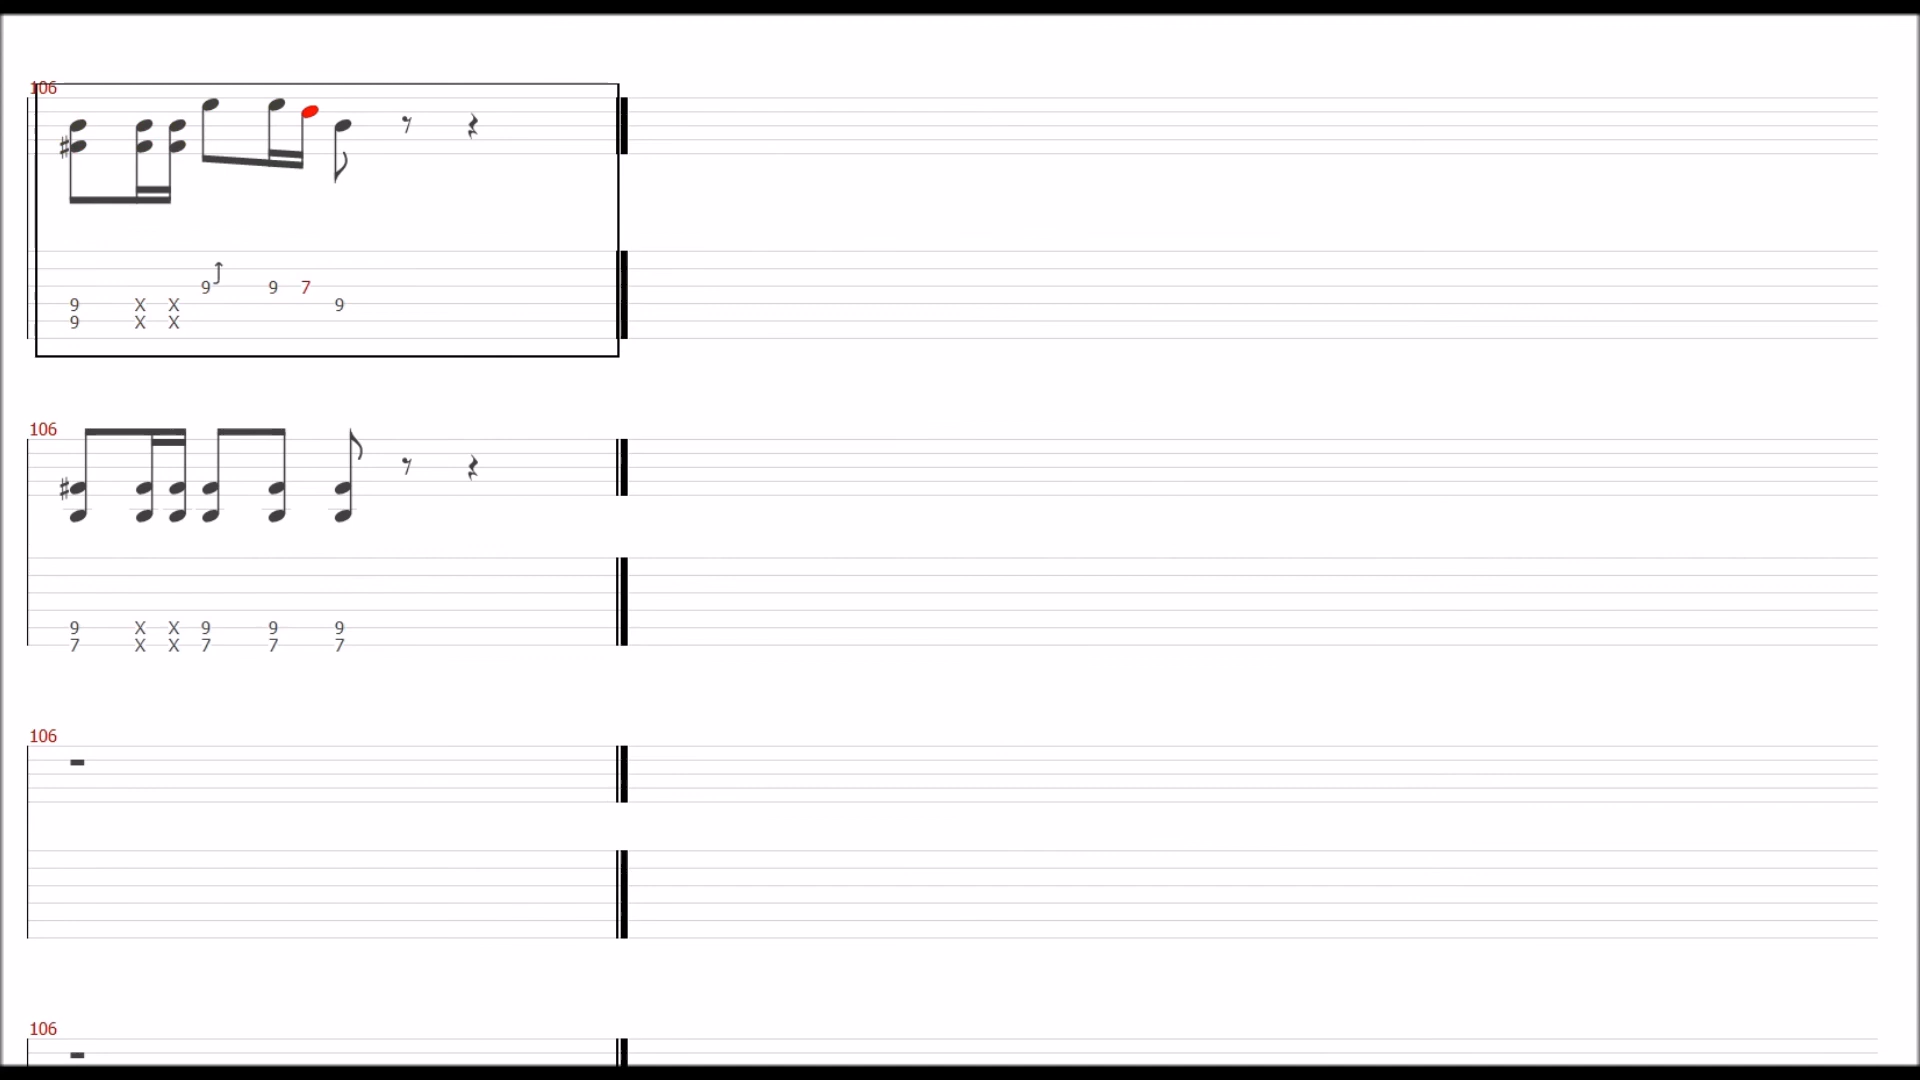 106
9 9 7
9 X X 9
9 X X
106
9 X X 9 9 9
7 X X 7 7 7
106
106